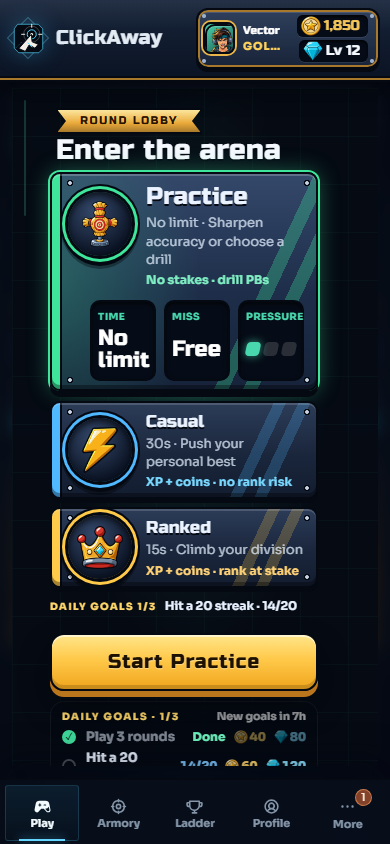 ClickAway
Vector
GOL...
1,850
Lv 12
ROUND LOBBY
Enter the arena
Practice
No limit · Sharpen
accuracy or choose a
drill
No stakes · drill PBs
TIME
No
limit
MISS
Free
PRESSURE
Casual
30s · Push your
personal best
XP + coins · no rank risk
Ranked
15s · Climb your division
XP + coins · rank at stake
DAILY GOALS 1/3 Hit a 20 streak · 14/20
Start Practice
DAILY GOALS · 1/3 New goals in 7h
Play 3 rounds Done 40 80
Hit a 20
14/20 60 120
Play
Armory
Ladder
Profile
More
1